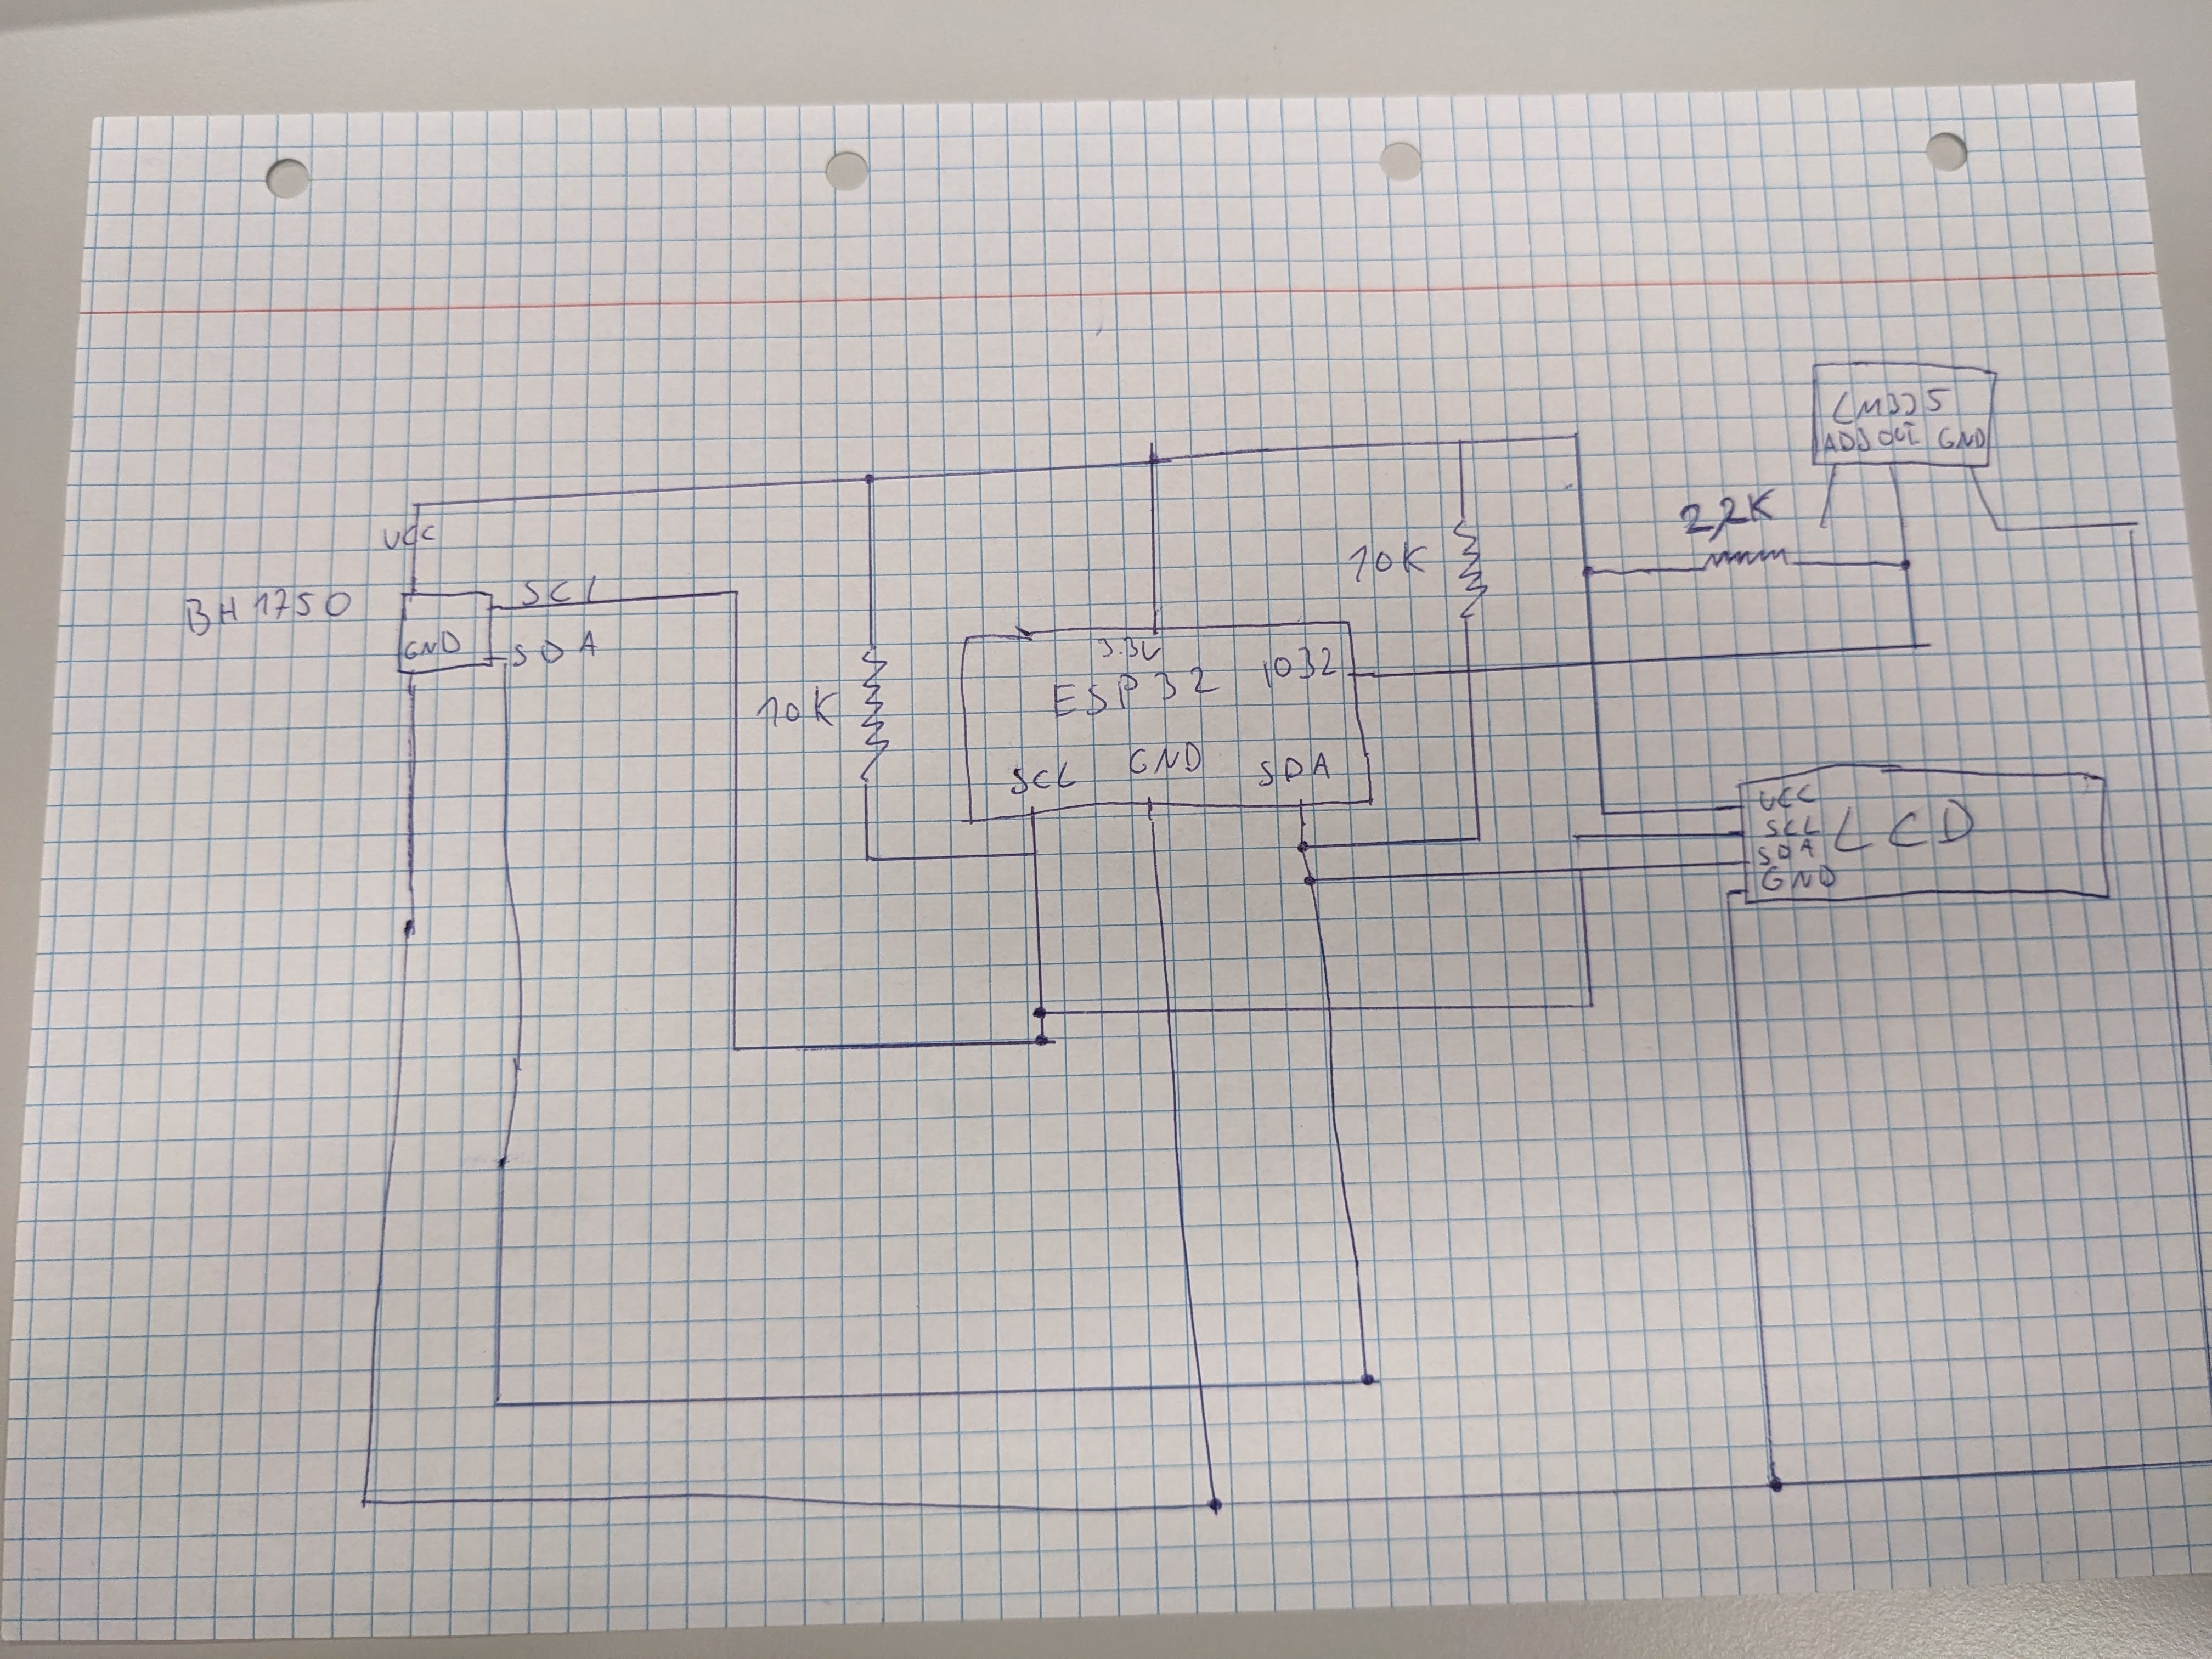 LM335
ADJ OUT GND
2,2K
VCC
10K
BH1750
SCL
GND
SDA
3.3V
IO32
ESP32
10K
SCL
GND
SDA
VCC
SCL
LCD
SDA
GND